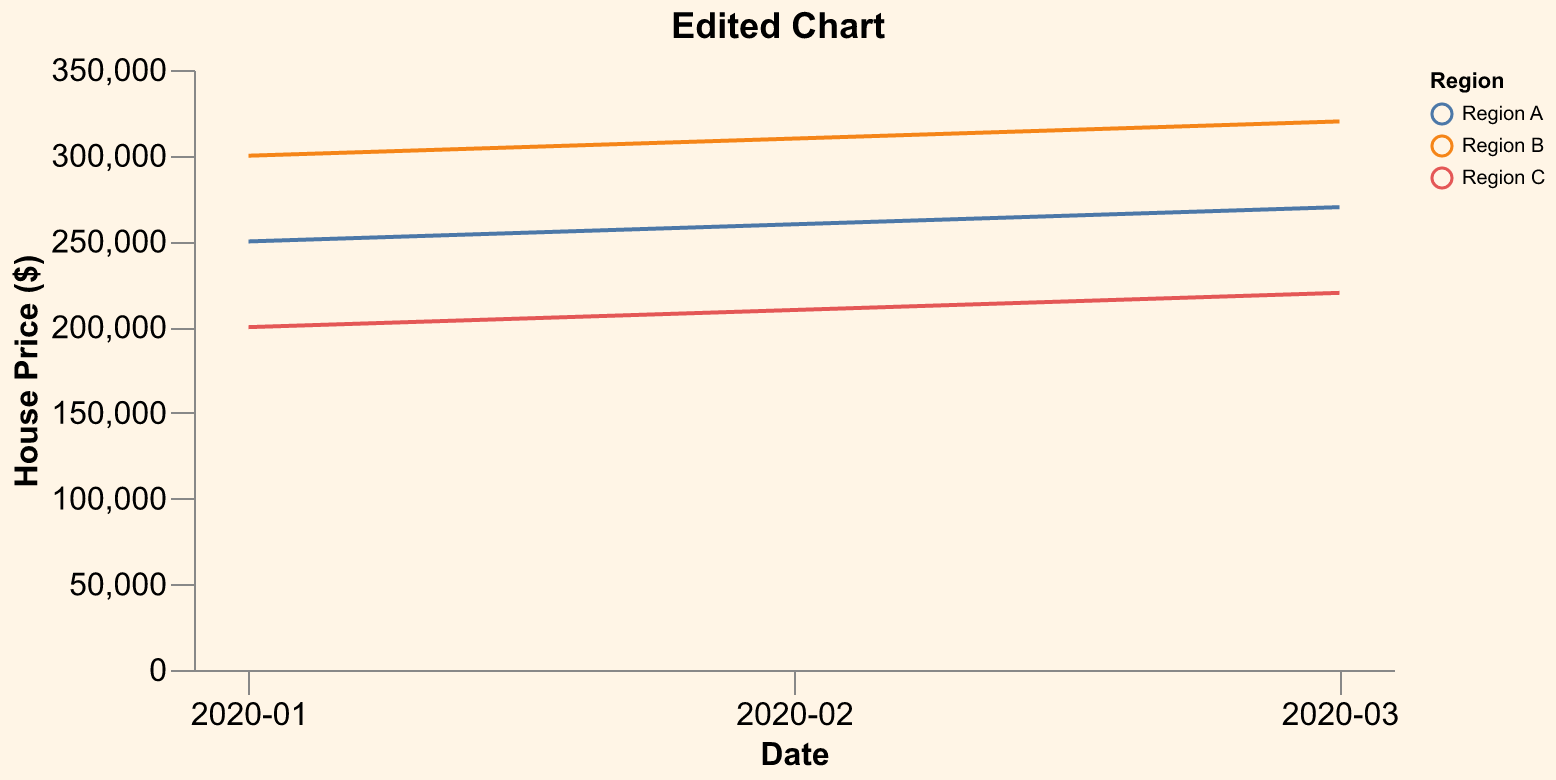 Edited Chart
350,000
300,000
250,000
200,000
150,000
100,000
50,000
0
House Price ($)
2020-01
2020-02
2020-03
Date
Region
Region A
Region B
Region C